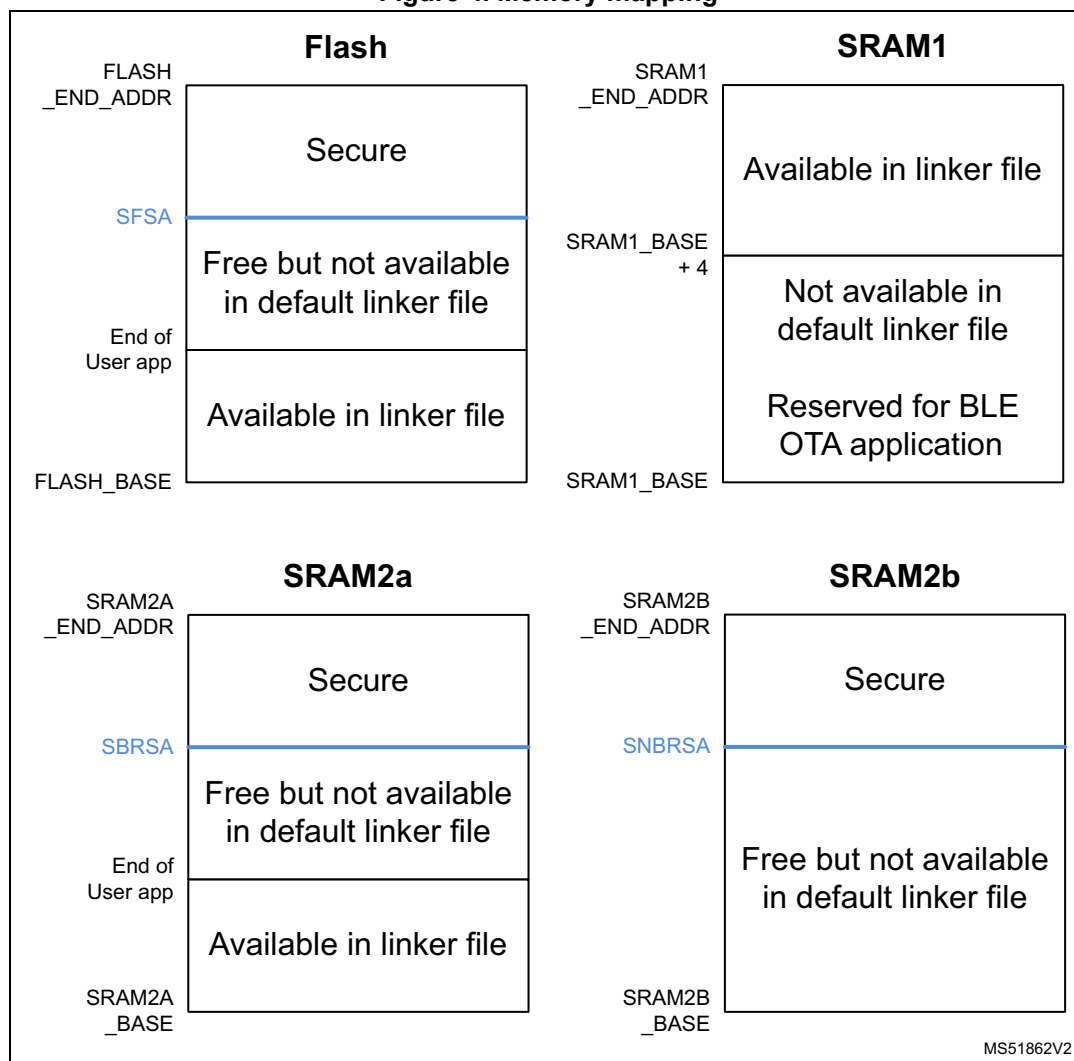 Flash
FLASH
_END_ADDR
Secure
SFSA
Free but not available
in default linker file
End of
User app
Available in linker file
FLASH_BASE
SRAM1
SRAM1
_END_ADDR
Available in linker file
SRAM1_BASE
+ 4
Not available in
default linker file
Reserved for BLE
OTA application
SRAM1_BASE
SRAM2a
SRAM2A
_END_ADDR
Secure
SBRSA
Free but not available
in default linker file
End of
User app
Available in linker file
SRAM2A
_BASE
SRAM2b
SRAM2B
_END_ADDR
Secure
SNBRSA
Free but not available
in default linker file
SRAM2B
_BASE
MS51862V2